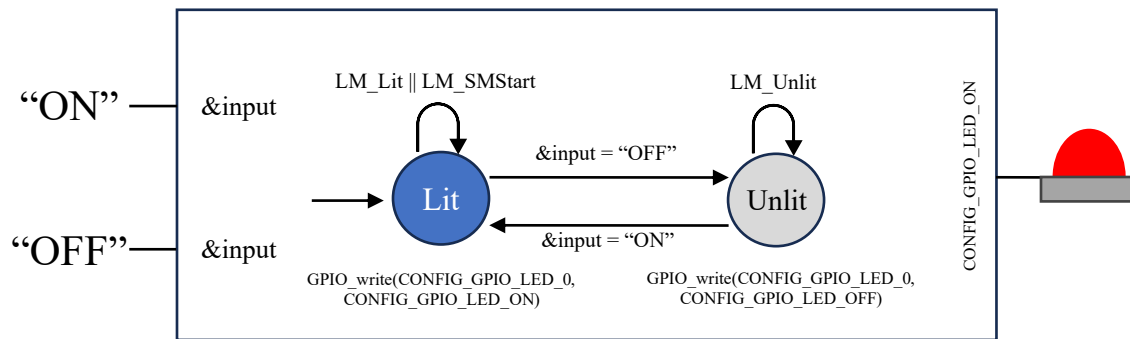 “ON”
&input
LM_Lit || LM_SMStart
LM_Unlit
&input = “OFF”
Lit
Unlit
CONFIG_GPIO_LED_ON
“OFF”
&input
&input = “ON”
GPIO_write(CONFIG_GPIO_LED_0,
CONFIG_GPIO_LED_ON)
GPIO_write(CONFIG_GPIO_LED_0,
CONFIG_GPIO_LED_OFF)